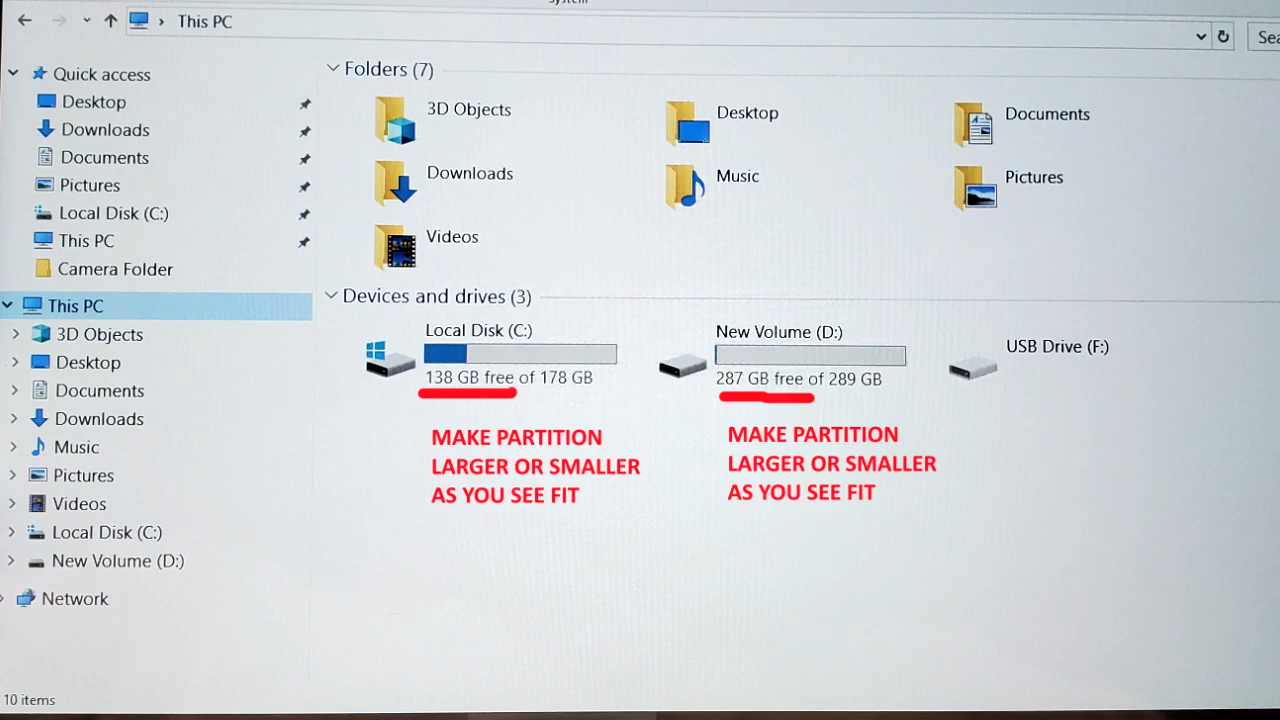 This PC
Sea
Quick access
Desktop
Downloads
Documents
Pictures
Local Disk (C:)
This PC
Camera Folder
This PC
3D Objects
Desktop
Documents
Downloads
Music
Pictures
Videos
Local Disk (C:)
New Volume (D:)
Network
Folders (7)
3D Objects
Desktop
Documents
Downloads
Music
Pictures
Videos
Devices and drives (3)
Local Disk (C:)
138 GB free of 178 GB
New Volume (D:)
287 GB free of 289 GB
USB Drive (F:)
MAKE PARTITION
LARGER OR SMALLER
AS YOU SEE FIT
MAKE PARTITION
LARGER OR SMALLER
AS YOU SEE FIT
10 items